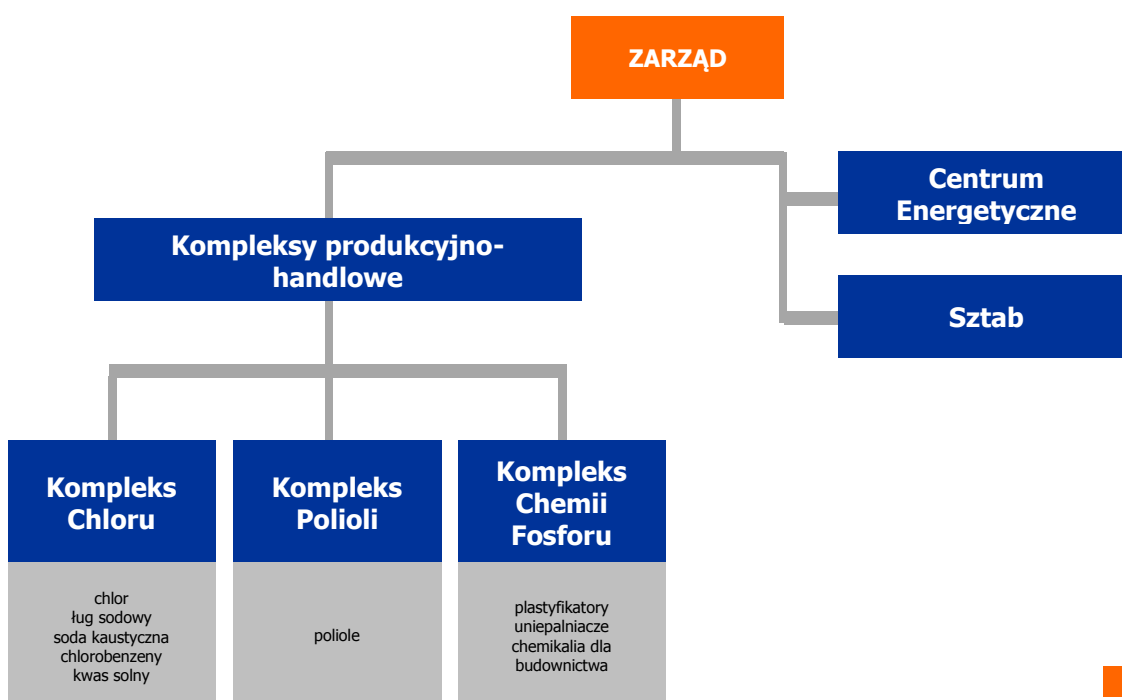 ZARZĄD
Centrum
Energetyczne
Kompleksy produkcyjno-
handlowe
Sztab
Kompleks
Chloru
Kompleks
Polioli
Kompleks
Chemii
Fosforu
chlor
ług sodowy
soda kaustyczna
chlorobenzeny
kwas solny
poliole
plastyfikatory
uniepalniacze
chemikalia dla
budownictwa